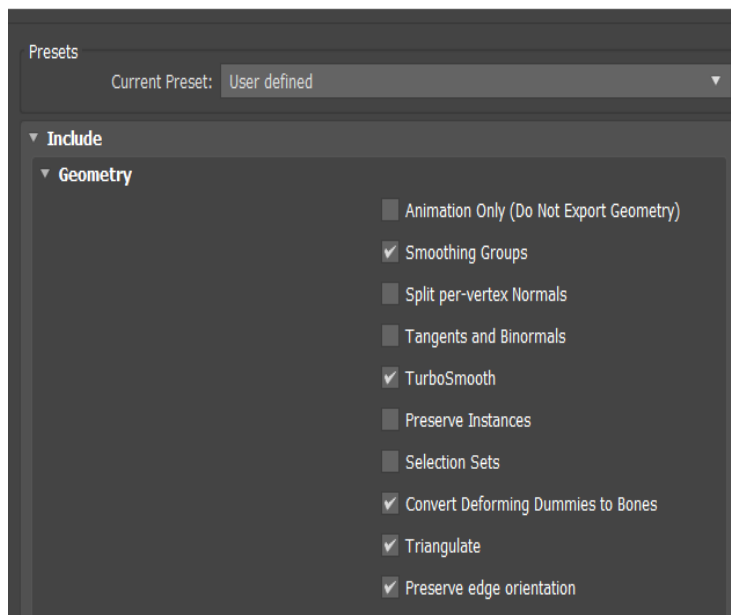 Presets
Current Preset: User defined
Include
Geometry
Animation Only (Do Not Export Geometry)
Smoothing Groups
Split per-vertex Normals
Tangents and Binormals
TurboSmooth
Preserve Instances
Selection Sets
Convert Deforming Dummies to Bones
Triangulate
Preserve edge orientation